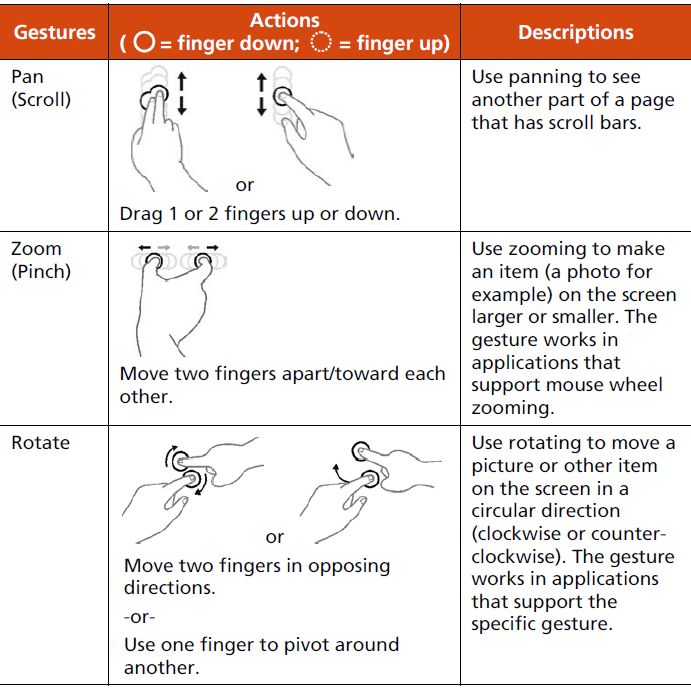 Gestures
Actions
( = finger down; = finger up)
Descriptions
Pan
(Scroll)
or
Drag 1 or 2 fingers up or down.
Use panning to see
another part of a page
that has scroll bars.
Zoom
(Pinch)
Move two fingers apart/toward each
other.
Use zooming to make
an item (a photo for
example) on the screen
larger or smaller. The
gesture works in
applications that
support mouse wheel
zooming.
Rotate
or
Move two fingers in opposing
directions.
-or-
Use one finger to pivot around
another.
Use rotating to move a
picture or other item
on the screen in a
circular direction
(clockwise or counter-
clockwise). The gesture
works in applications
that support the
specific gesture.